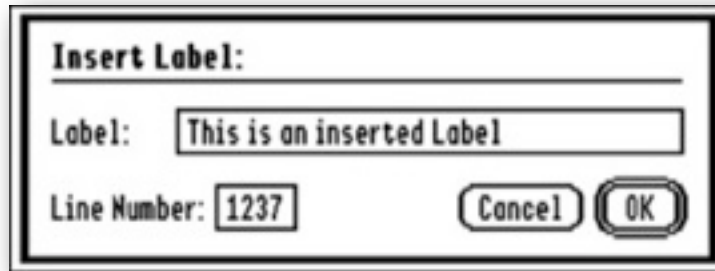 Insert Label:
Label: This is an inserted Label
Line Number: 1237 Cancel OK